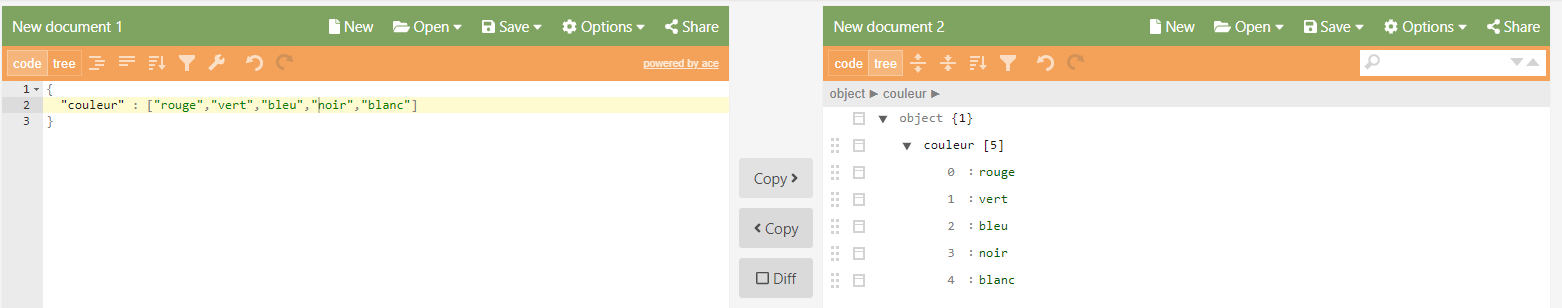 New document 1 New Open Save Options Share
code tree powered by ace
1 {
2 "couleur" : ["rouge","vert","bleu","noir","blanc"]
3 }
Copy
Copy
Diff
New document 2 New Open Save Options Share
code tree
object ► couleur ►
▼ object {1}
▼ couleur [5]
0 : rouge
1 : vert
2 : bleu
3 : noir
4 : blanc